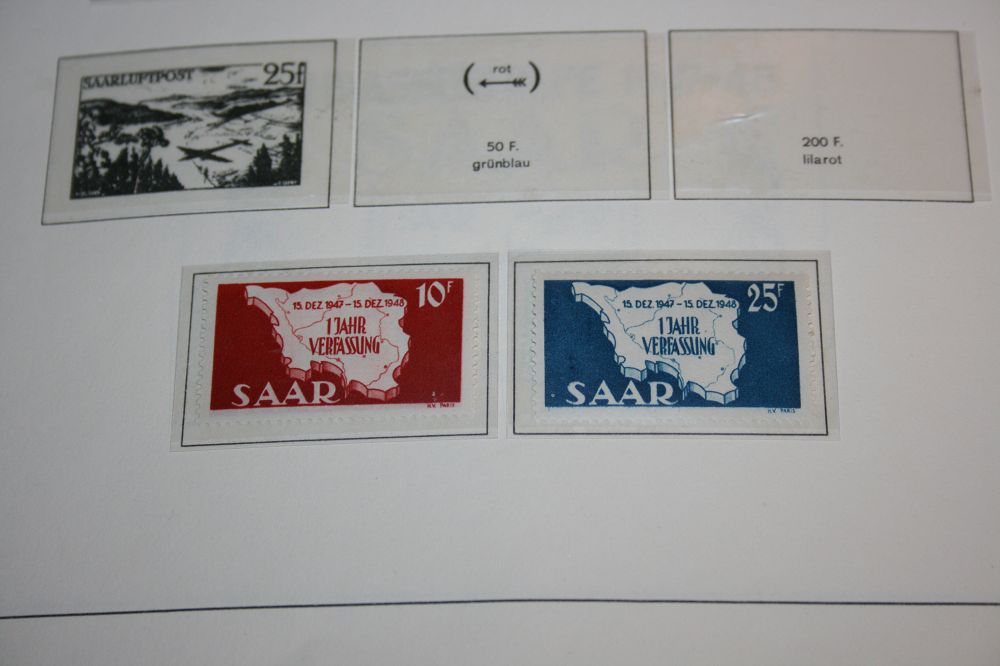 SAARLUFTPOST 25f
rot
50 F.
grünblau
200 F.
lilarot
15. DEZ. 1947 – 15. DEZ. 1948 10F
1 JAHR
VERFASSUNG
SAAR
H.V. PARIS
15. DEZ. 1947 – 15. DEZ. 1948 25F
1 JAHR
VERFASSUNG
SAAR
H.V. PARIS